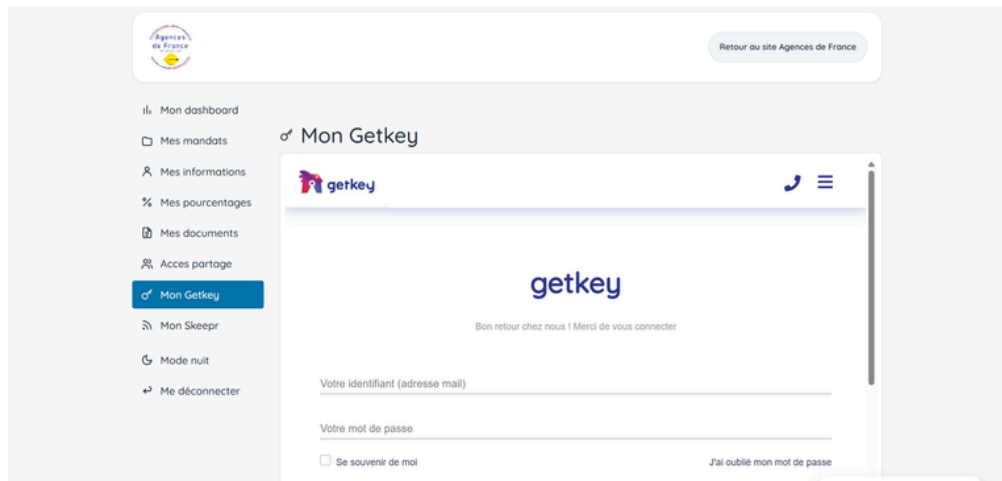 Agences
de France
Retour au site Agences de France
Mon dashboard
Mes mandats
Mes informations
Mes pourcentages
Mes documents
Acces partage
Mon Getkey
Mon Skeepr
Mode nuit
Me déconnecter
Mon Getkey
getkey
getkey
Bon retour chez nous ! Merci de vous connecter
Votre identifiant (adresse mail)
Votre mot de passe
Se souvenir de moi
J'ai oublié mon mot de passe